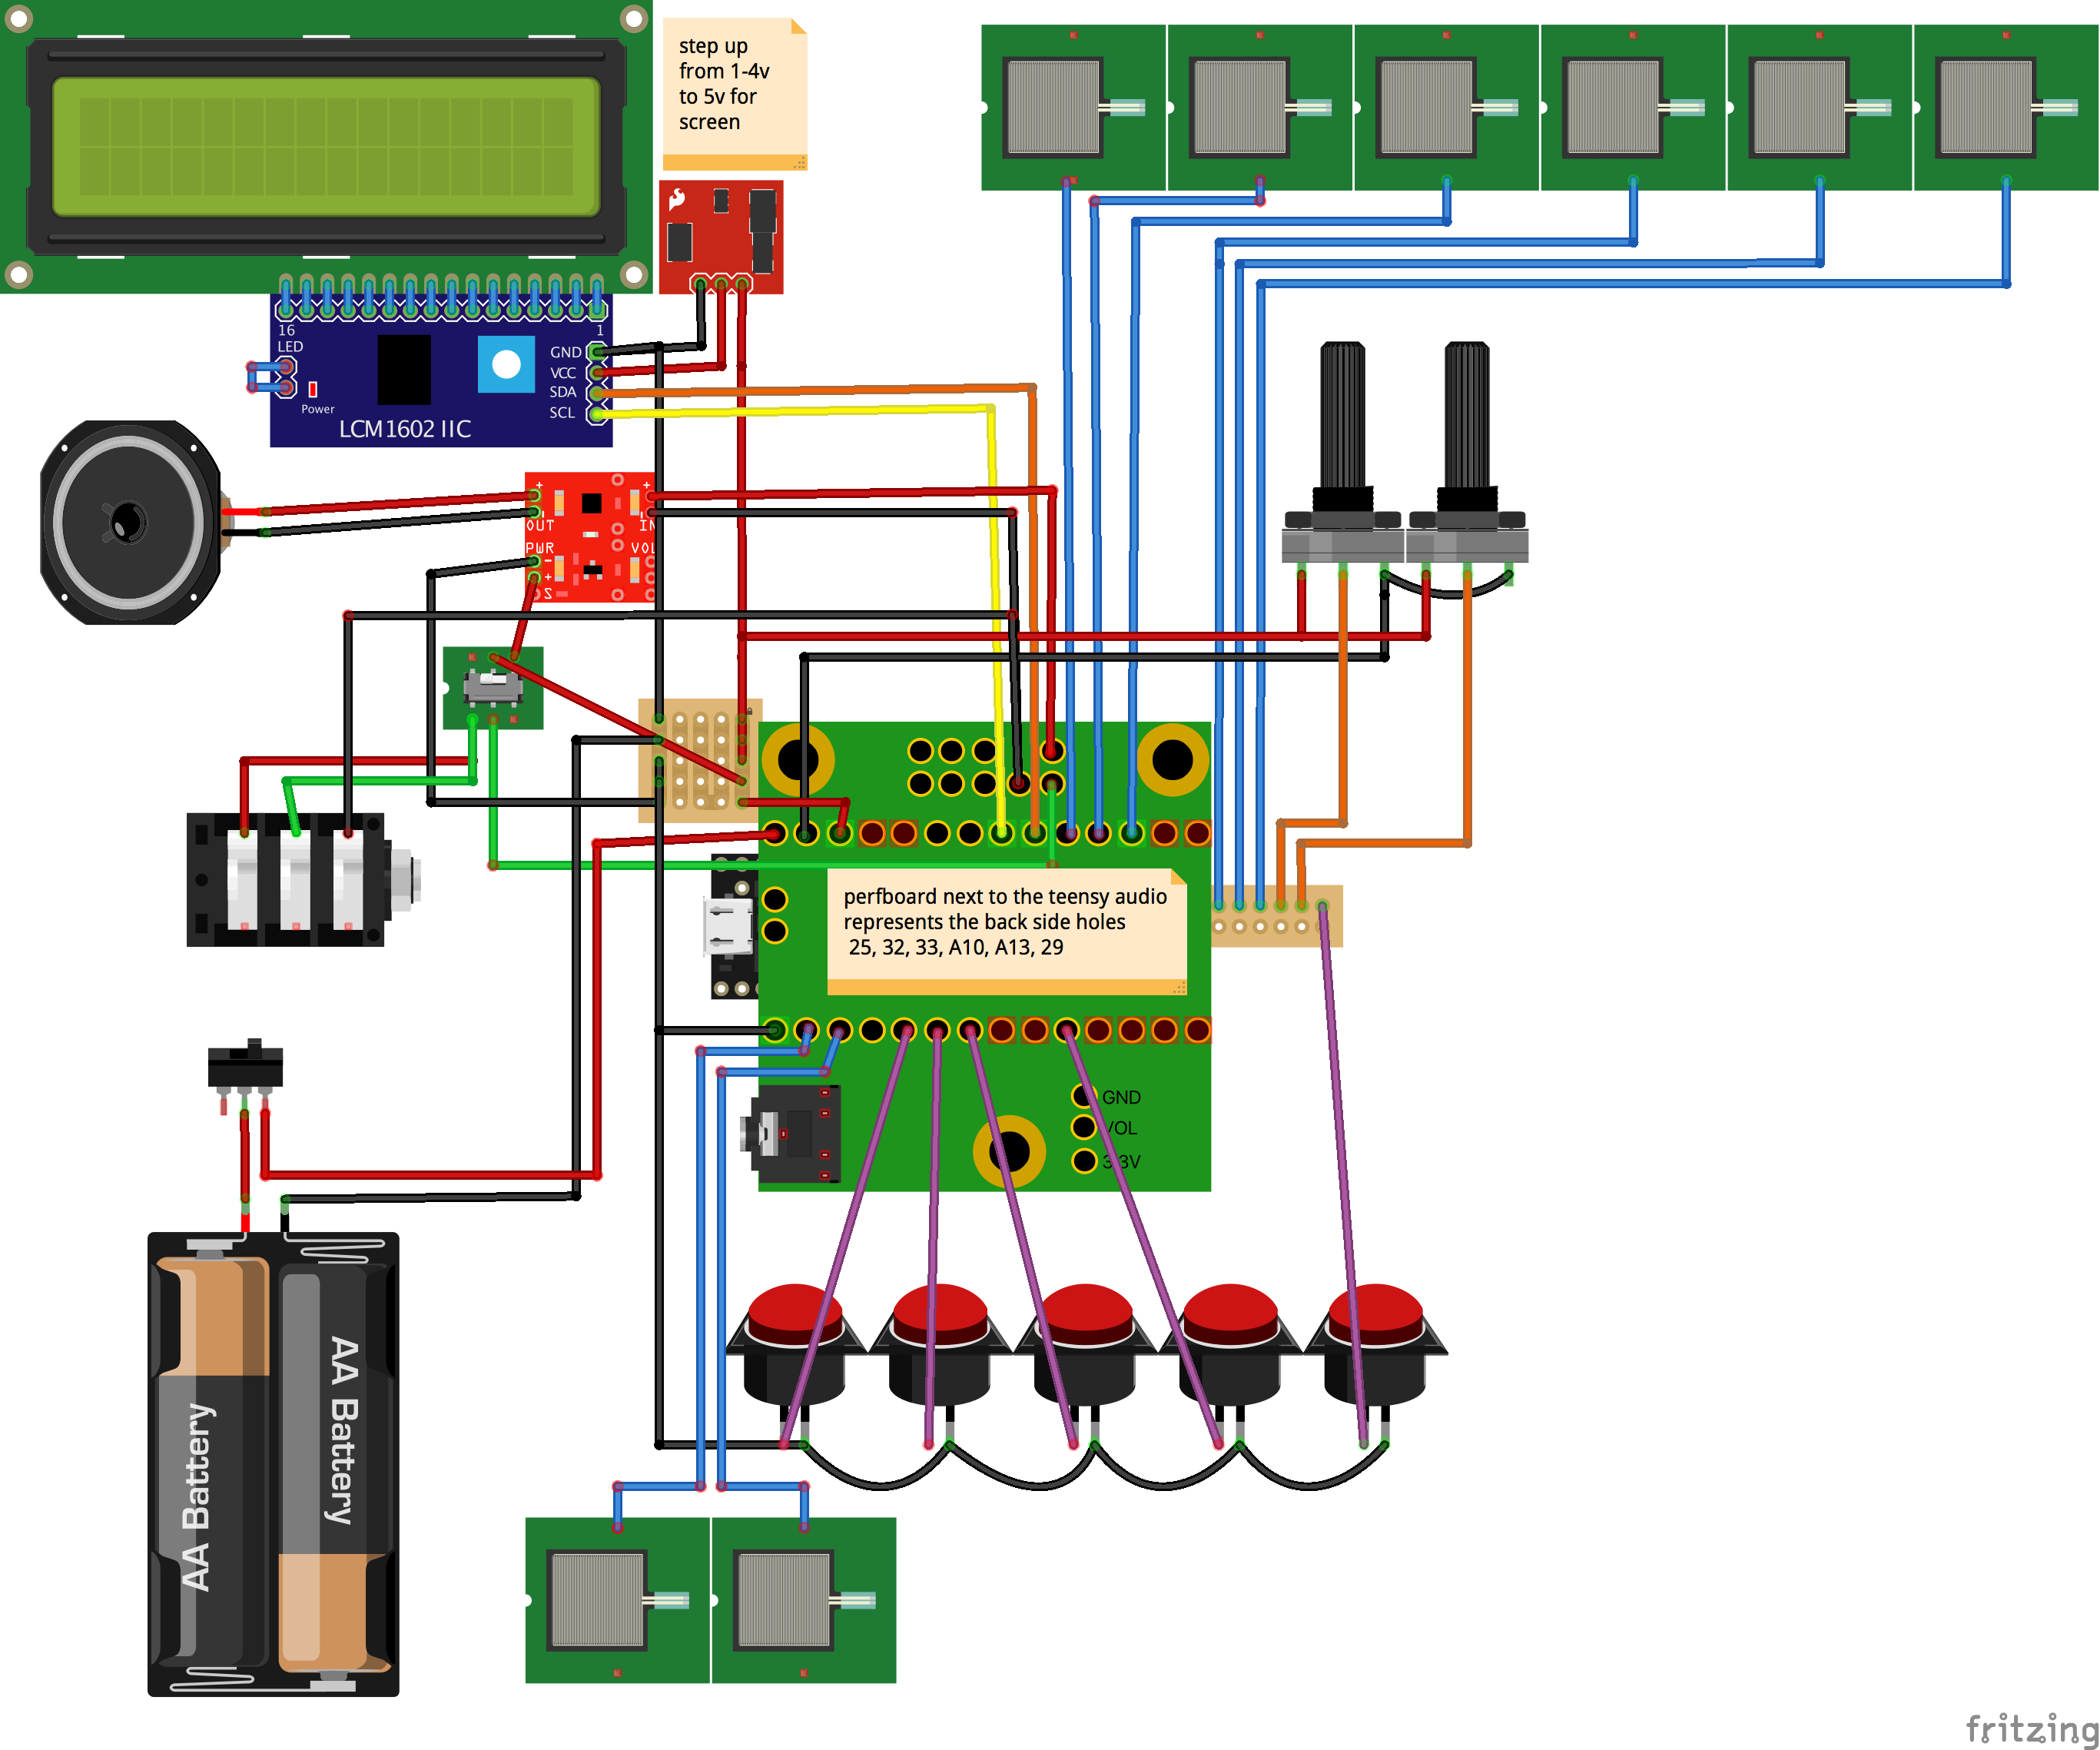 step up
from 1-4v
to 5v for
screen
16
1
LED
GND
VCC
SDA
SCL
Power
LCM1602 IIC
+
+
-
-
OUT
IN
PWR
VOL
-
+
S
perfboard next to the teensy audio
represents the back side holes
25, 32, 33, A10, A13, 29
GND
VOL
3.3V
AA Battery
AA Battery
fritzing